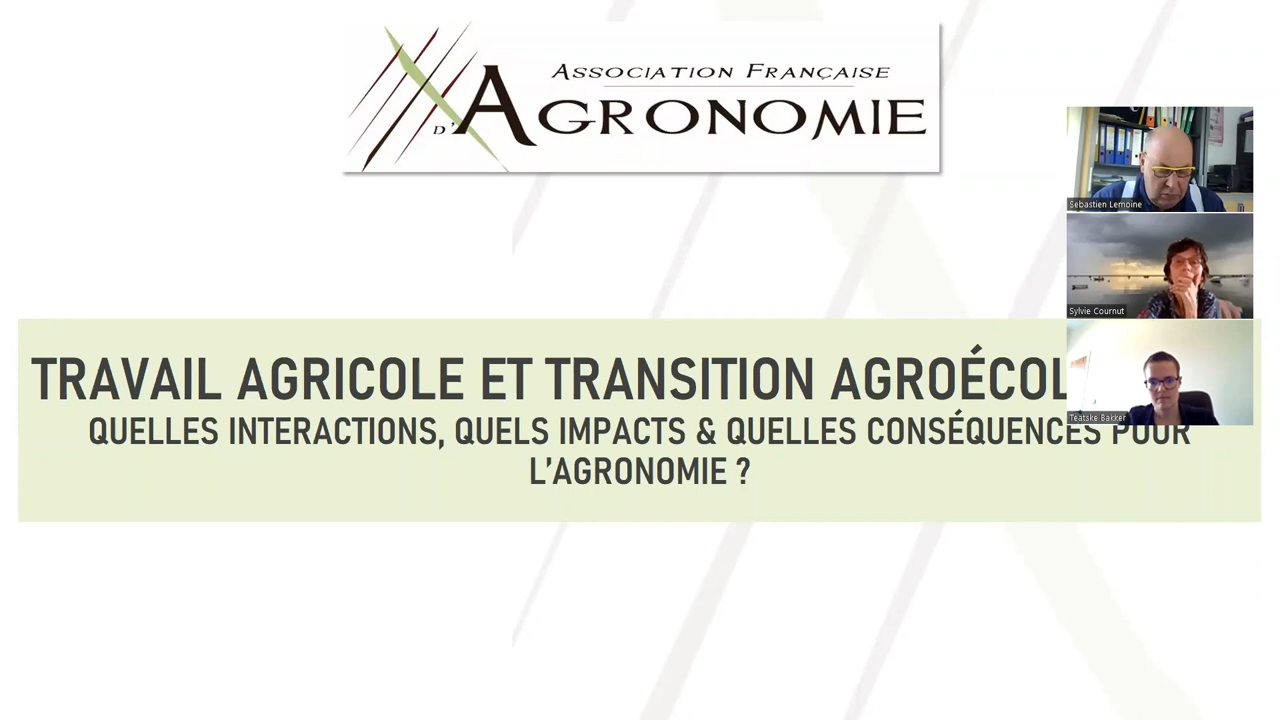 ASSOCIATION FRANÇAISE
D'AGRONOMIE
Sebastien Lemoine
Sylvie Cournut
Teatske Bakker
TRAVAIL AGRICOLE ET TRANSITION AGROÉCOL
QUELLES INTERACTIONS, QUELS IMPACTS & QUELLES CONSÉQUENCES POUR
L'AGRONOMIE ?